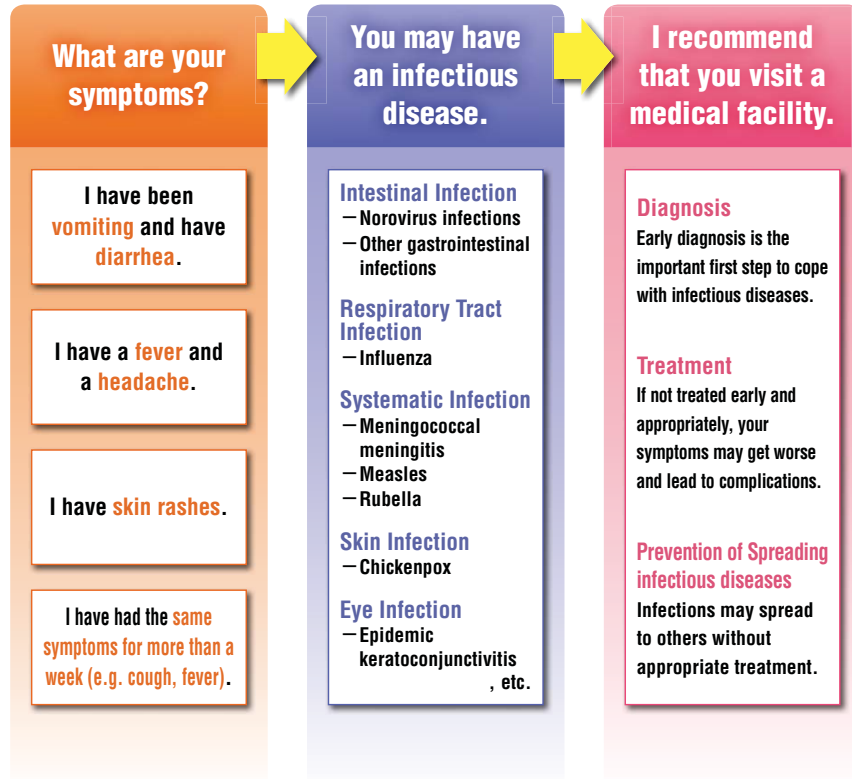 What are your
symptoms?
I have been
vomiting and have
diarrhea.
I have a fever and
a headache.
I have skin rashes.
I have had the same
symptoms for more than a
week (e.g. cough, fever).
You may have
an infectious
disease.
Intestinal Infection
—Norovirus infections
—Other gastrointestinal
infections
Respiratory Tract
Infection
—Influenza
Systematic Infection
—Meningococcal
meningitis
—Measles
—Rubella
Skin Infection
—Chickenpox
Eye Infection
—Epidemic
keratoconjunctivitis
, etc.
I recommend
that you visit a
medical facility.
Diagnosis
Early diagnosis is the
important first step to cope
with infectious diseases.
Treatment
If not treated early and
appropriately, your
symptoms may get worse
and lead to complications.
Prevention of Spreading
infectious diseases
Infections may spread
to others without
appropriate treatment.